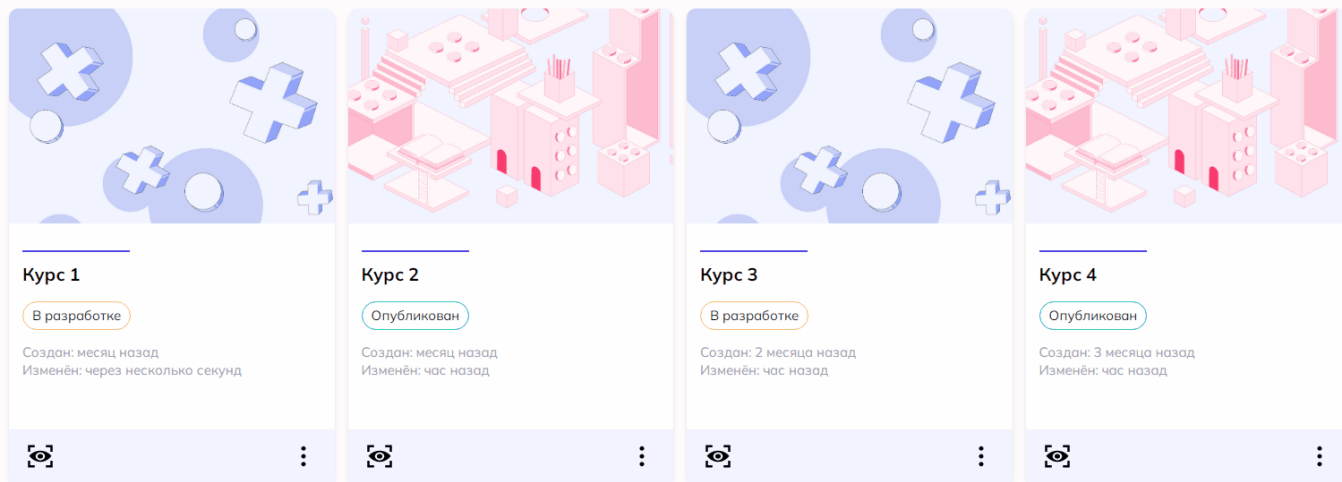 Курс 1
В разработке
Создан: месяц назад
Изменён: через несколько секунд
Курс 2
Опубликован
Создан: месяц назад
Изменён: час назад
Курс 3
В разработке
Создан: 2 месяца назад
Изменён: час назад
Курс 4
Опубликован
Создан: 3 месяца назад
Изменён: час назад